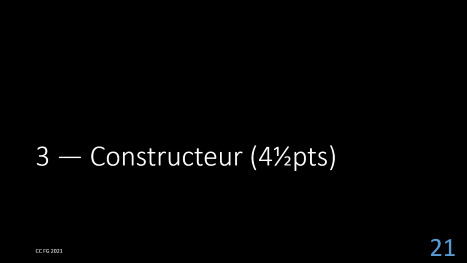 3 — Constructeur (4½pts)
CC FG 2021
21